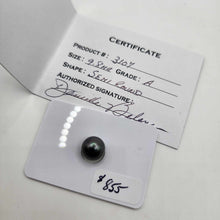 CERTIFICATE
PRODUCT #: 3107
SIZE: 9.8MM GRADE: A
SHAPE: SEMI ROUND
AUTHORIZED SIGNATURE:
$855